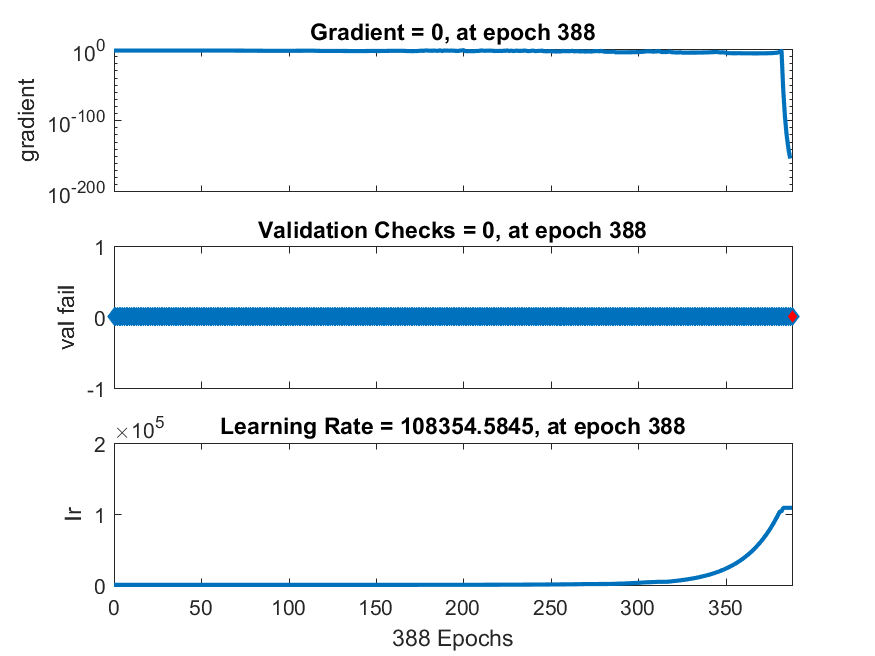 Gradient = 0, at epoch 388
10^0
10^-100
10^-200
gradient
Validation Checks = 0, at epoch 388
1
0
-1
val fail
×10^5
Learning Rate = 108354.5845, at epoch 388
2
1
0
lr
0 50 100 150 200 250 300 350
388 Epochs